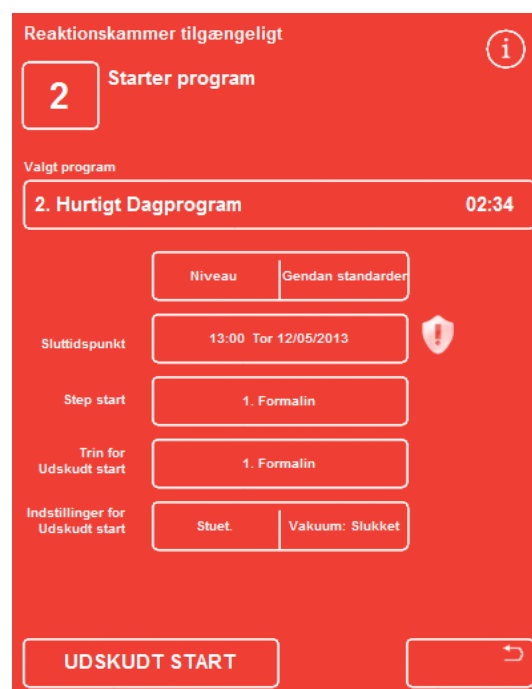 Reaktionskammer tilgængeligt
i
2
Starter program
Valgt program
2. Hurtigt Dagprogram 02:34
Niveau Gendan standarder
Sluttidspunkt 13:00 Tor 12/05/2013
Step start 1. Formalin
Trin for
Udskudt start 1. Formalin
Indstillinger for
Udskudt start Stuet. Vakuum: Slukket
UDSKUDT START